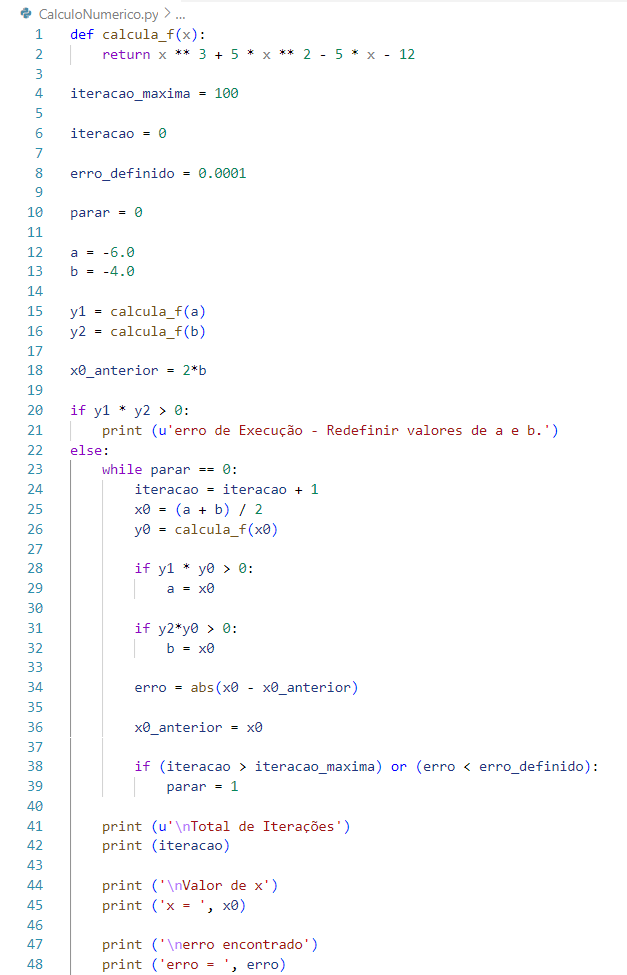 CalculoNumerico.py > ...
1 def calcula_f(x):
2     return x ** 3 + 5 * x ** 2 - 5 * x - 12
3
4 iteracao_maxima = 100
5
6 iteracao = 0
7
8 erro_definido = 0.0001
9
10 parar = 0
11
12 a = -6.0
13 b = -4.0
14
15 y1 = calcula_f(a)
16 y2 = calcula_f(b)
17
18 x0_anterior = 2*b
19
20 if y1 * y2 > 0:
21     print (u'erro de Execução - Redefinir valores de a e b.')
22 else:
23     while parar == 0:
24         iteracao = iteracao + 1
25         x0 = (a + b) / 2
26         y0 = calcula_f(x0)
27
28         if y1 * y0 > 0:
29             a = x0
30
31         if y2*y0 > 0:
32             b = x0
33
34         erro = abs(x0 - x0_anterior)
35
36         x0_anterior = x0
37
38         if (iteracao > iteracao_maxima) or (erro < erro_definido):
39             parar = 1
40
41     print (u'\nTotal de Iterações')
42     print (iteracao)
43
44     print ('\nValor de x')
45     print ('x = ', x0)
46
47     print ('\nerro encontrado')
48     print ('erro = ', erro)